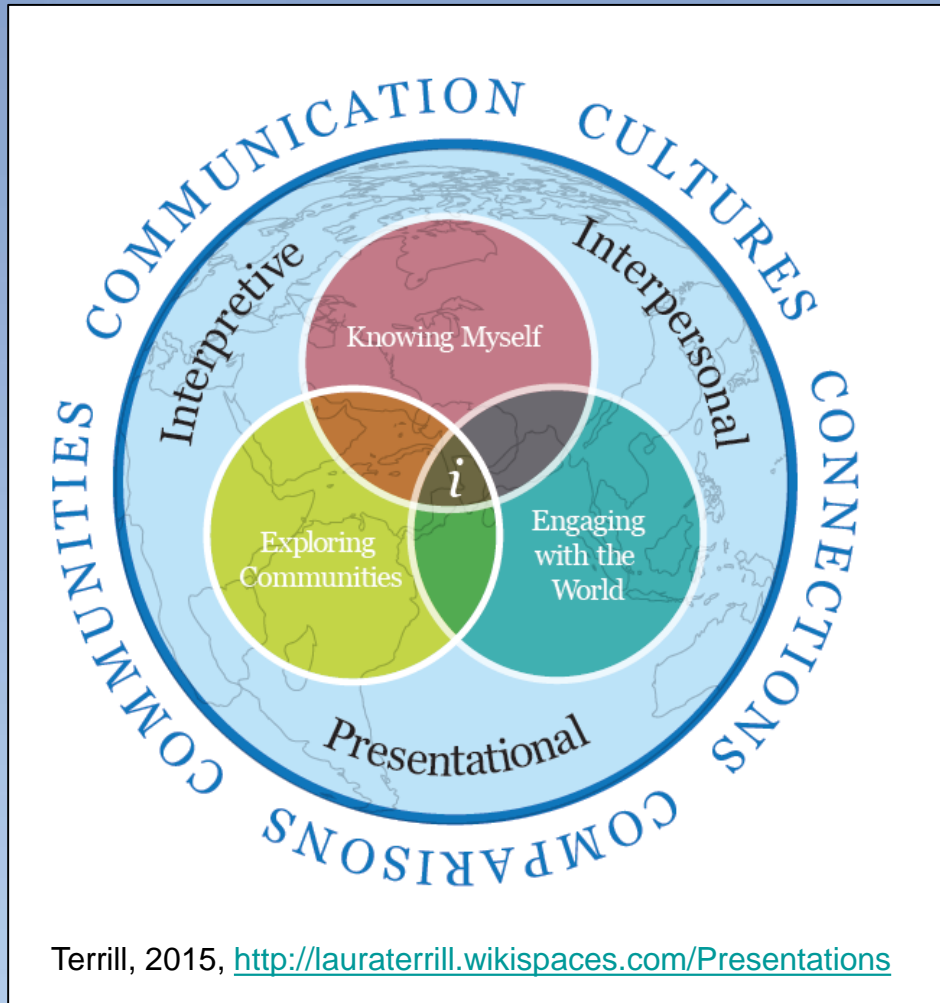 COMMUNICATION CULTURES CONNECTIONS COMPARISONS COMMUNITIES
Interpretive
Interpersonal
Presentational
Knowing Myself
i
Exploring
Communities
Engaging
with the
World
Terrill, 2015, http://lauraterrill.wikispaces.com/Presentations